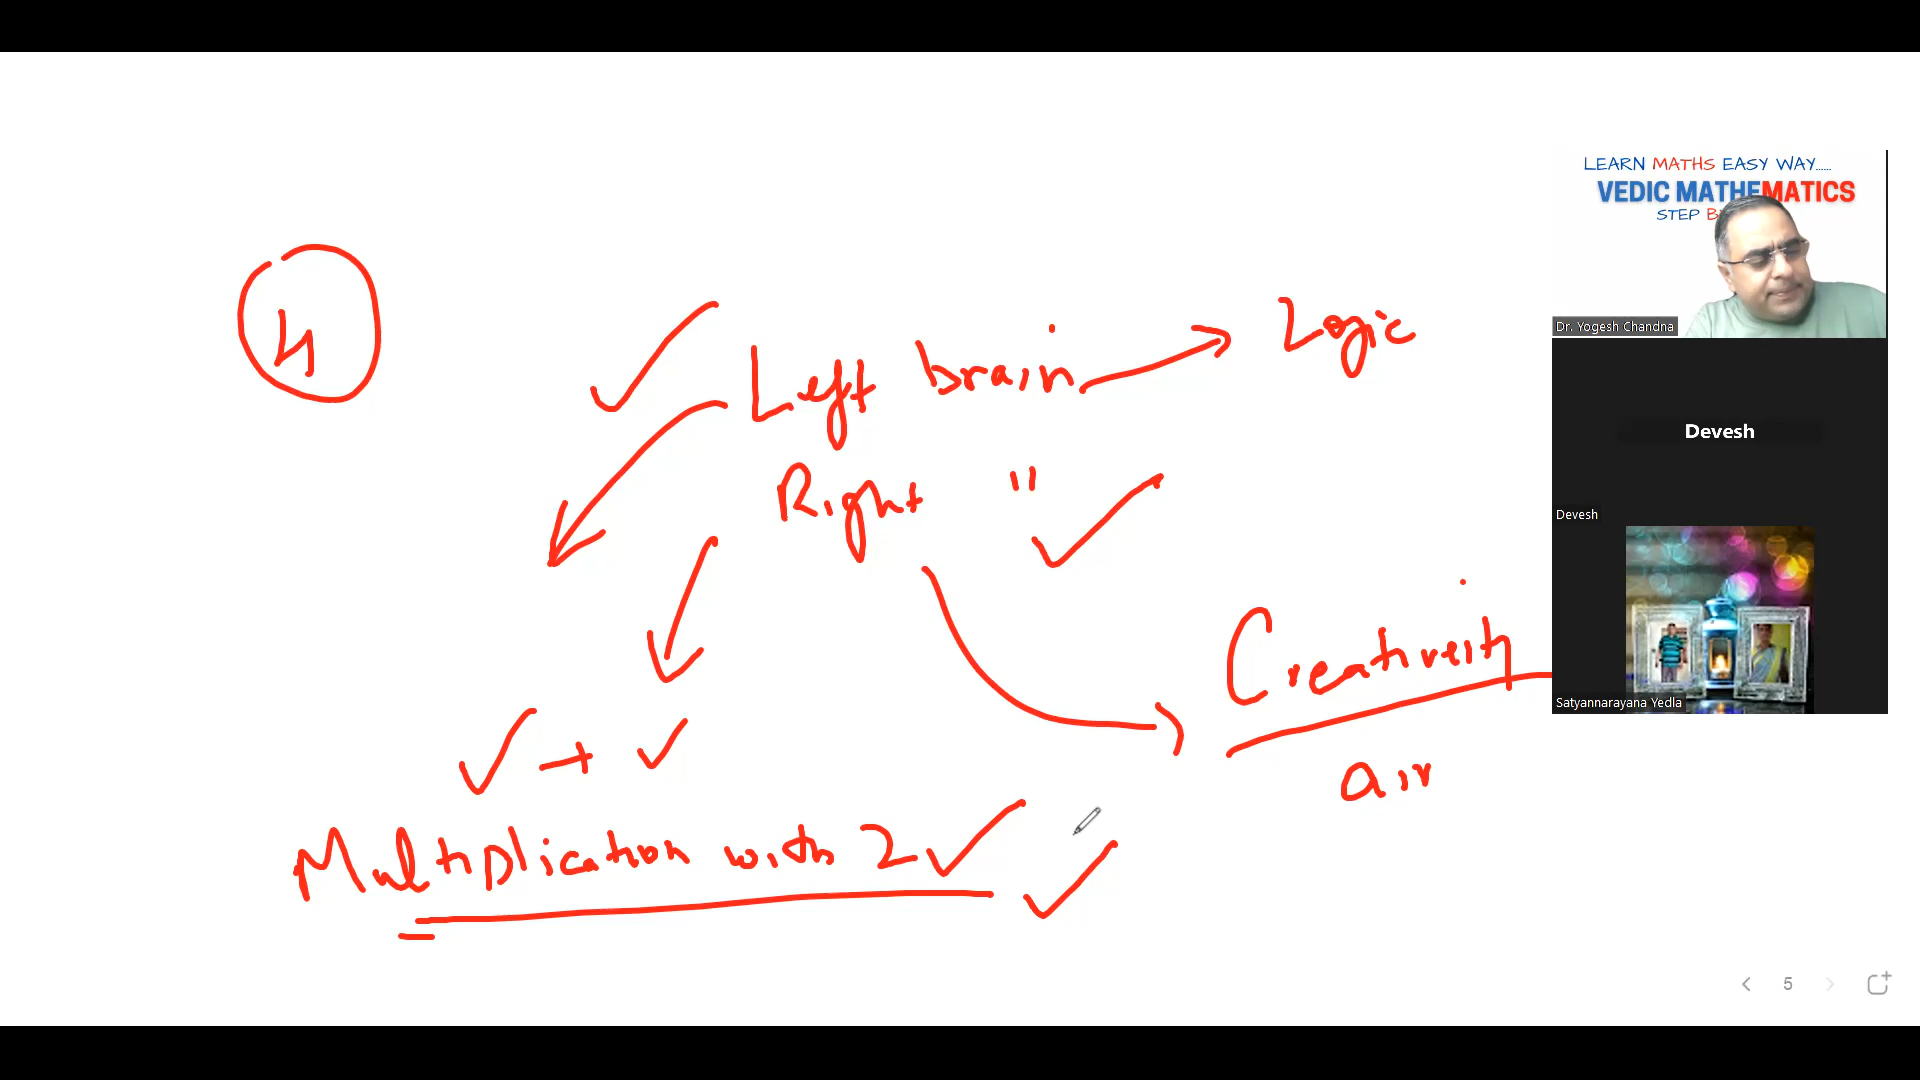 LEARN MATHS EASY WAY......
VEDIC MATHEMATICS
STEP
Dr. Yogesh Chandna
Devesh
Devesh
Satyannarayana Yedla
4
Left brain → Logic
Right "
Creativeity
air
✓ + ✓
Multiplication with 2 ✓
5